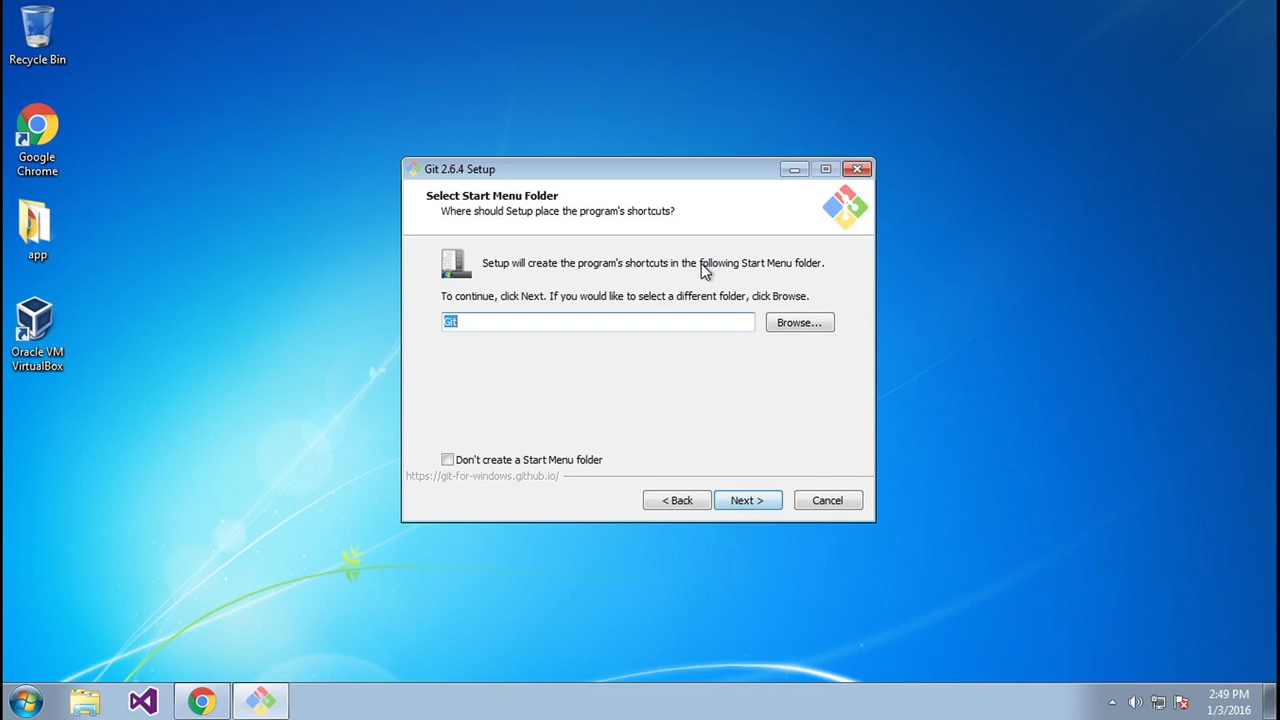 Recycle Bin
Google
Chrome
app
Oracle VM
VirtualBox
Git 2.6.4 Setup
Select Start Menu Folder
Where should Setup place the program's shortcuts?
Setup will create the program's shortcuts in the following Start Menu folder.
To continue, click Next. If you would like to select a different folder, click Browse.
Git
Browse...
Don't create a Start Menu folder
https://git-for-windows.github.io/
< Back
Next >
Cancel
2:49 PM
1/3/2016